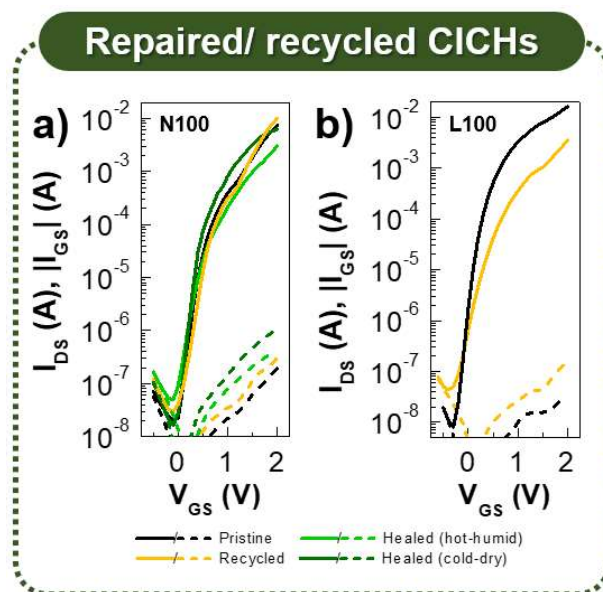 Repaired/ recycled CICHs
a)
N100
I_DS (A), |I_GS| (A)
10⁻²
10⁻³
10⁻⁴
10⁻⁵
10⁻⁶
10⁻⁷
10⁻⁸
0 1 2
V_GS (V)
b)
L100
I_DS (A), |I_GS| (A)
10⁻²
10⁻³
10⁻⁴
10⁻⁵
10⁻⁶
10⁻⁷
10⁻⁸
0 1 2
V_GS (V)
Pristine
Healed (hot-humid)
Recycled
Healed (cold-dry)